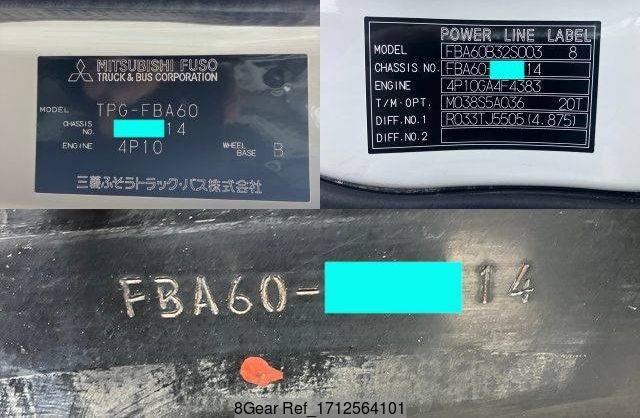 MITSUBISHI FUSO
TRUCK & BUS CORPORATION
MODEL TPG-FBA60
CHASSIS NO. 14
ENGINE 4P10 WHEEL BASE B
三菱ふそうトラック・バス株式会社
POWER LINE LABEL
MODEL FBA60B32S003 8
CHASSIS NO. FBA60- 14
ENGINE 4P10GA4F4383
T/M・OPT. M038S5A036 20T
DIFF.NO.1 R033TJ5505(4.875)
DIFF.NO.2
FBA60- 14
8Gear Ref_1712564101